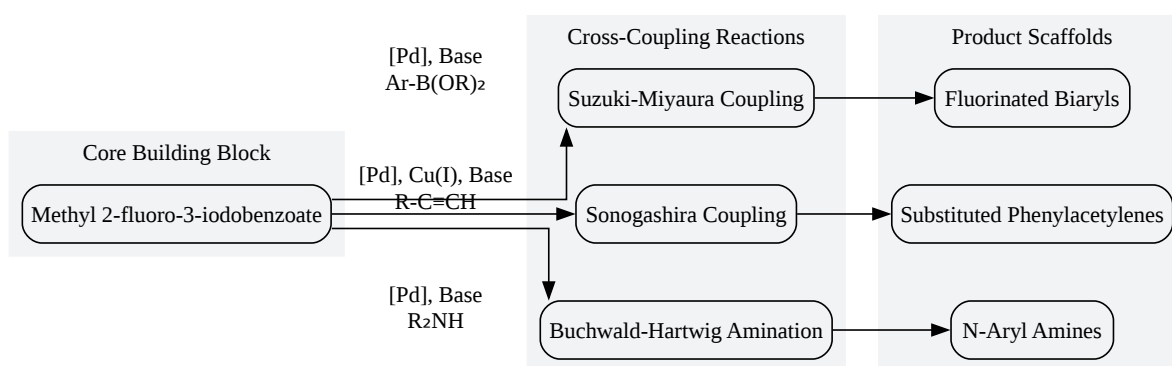 Core Building Block
Methyl 2-fluoro-3-iodobenzoate
[Pd], Base
Ar-B(OR)₂
[Pd], Cu(I), Base
R-C≡CH
[Pd], Base
R₂NH
Cross-Coupling Reactions
Suzuki-Miyaura Coupling
Sonogashira Coupling
Buchwald-Hartwig Amination
Product Scaffolds
Fluorinated Biaryls
Substituted Phenylacetylenes
N-Aryl Amines